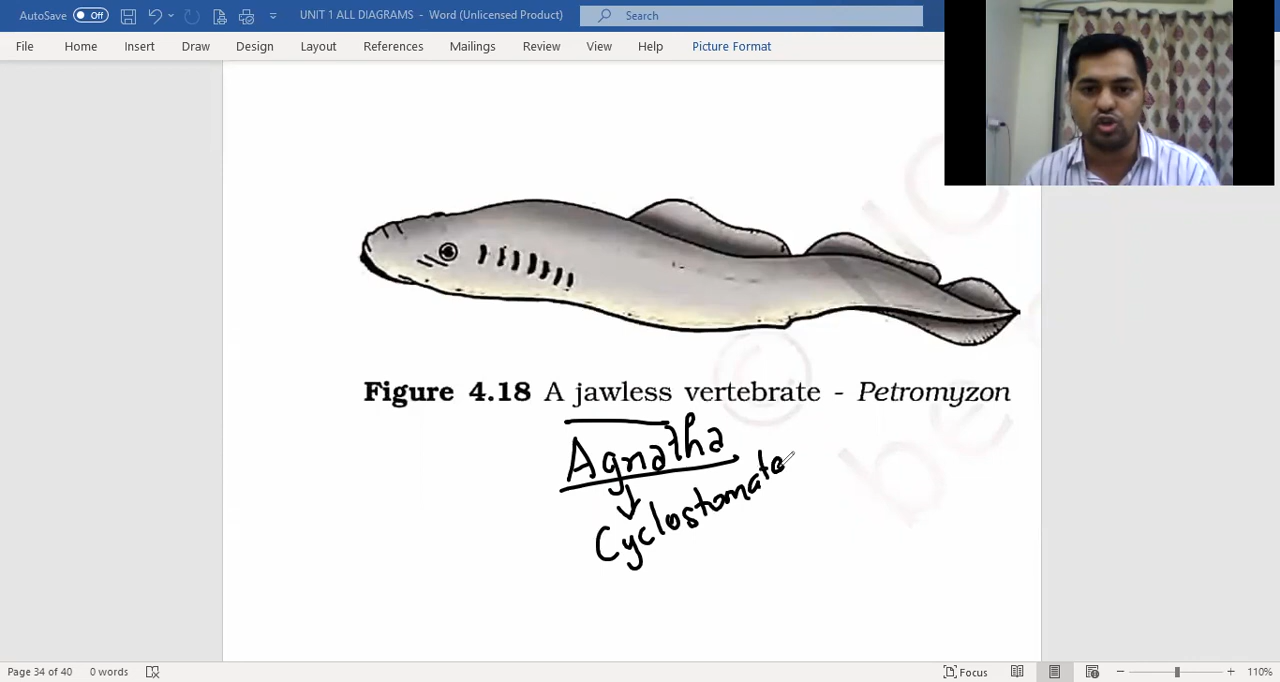 AutoSave Off UNIT 1 ALL DIAGRAMS - Word (Unlicensed Product) Search
File Home Insert Draw Design Layout References Mailings Review View Help Picture Format
Figure 4.18 A jawless vertebrate - Petromyzon
Agnatha
Cyclostomate
Page 34 of 40 0 words Focus 110%